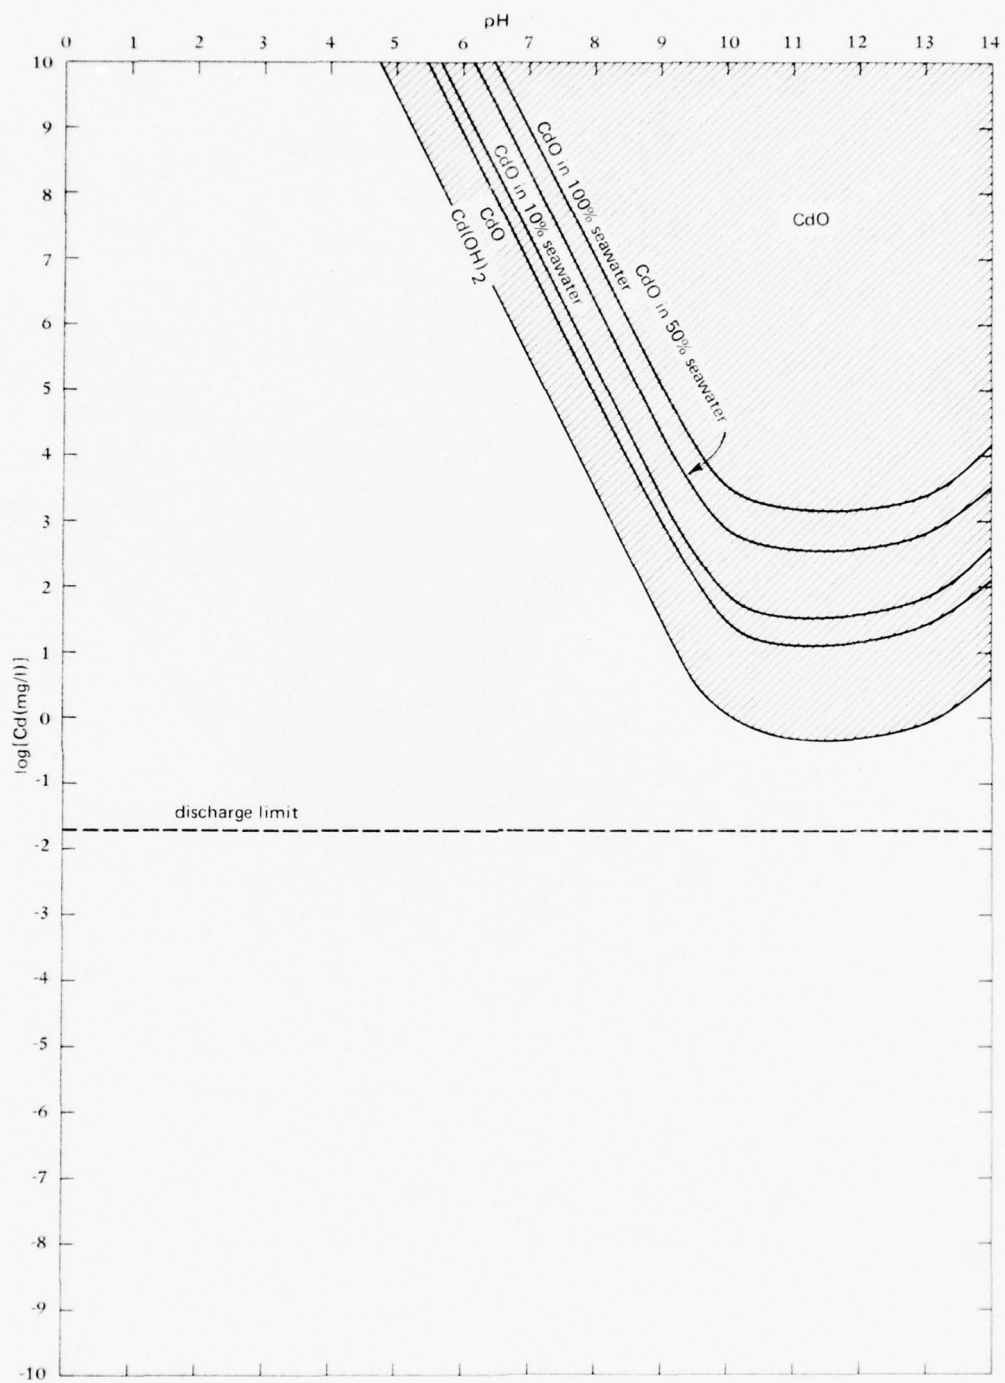 pH
0 1 2 3 4 5 6 7 8 9 10 11 12 13 14
10
9
8
7
6
5
4
3
2
1
0
-1
-2
-3
-4
-5
-6
-7
-8
-9
-10
log[Cd(mg/l)]
Cd(OH)2
CdO
CdO in 10% seawater
CdO in 100% seawater
CdO in 50% seawater
CdO
discharge limit